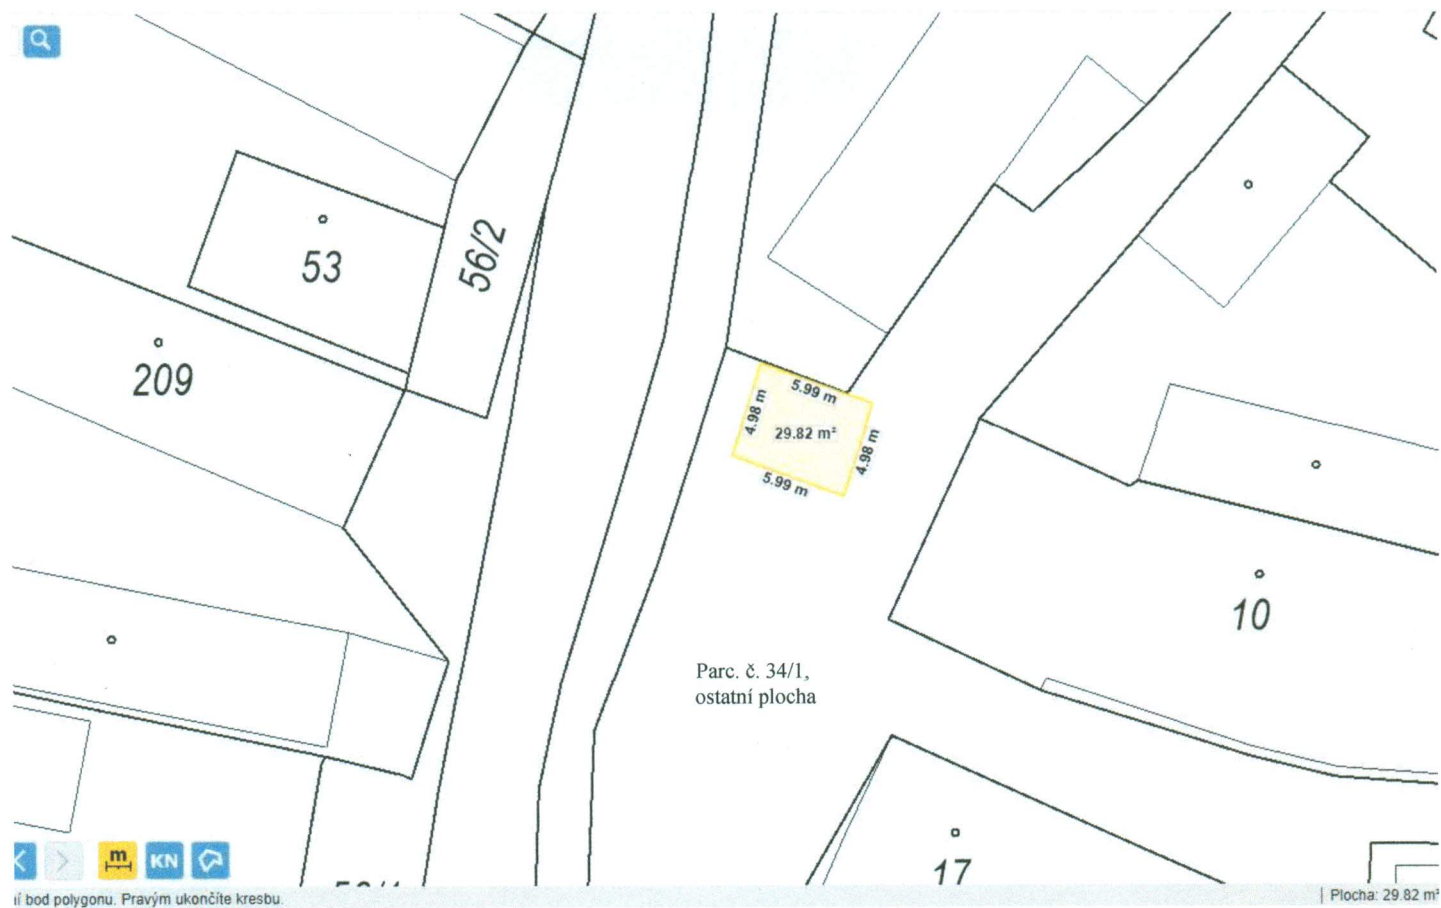 53
56/2
209
5.99 m
4.98 m
29.82 m²
4.98 m
5.99 m
10
Parc. č. 34/1,
ostatní plocha
17
m
KN
bod polygonu. Pravým ukončíte kresbu.
Plocha: 29.82 m²